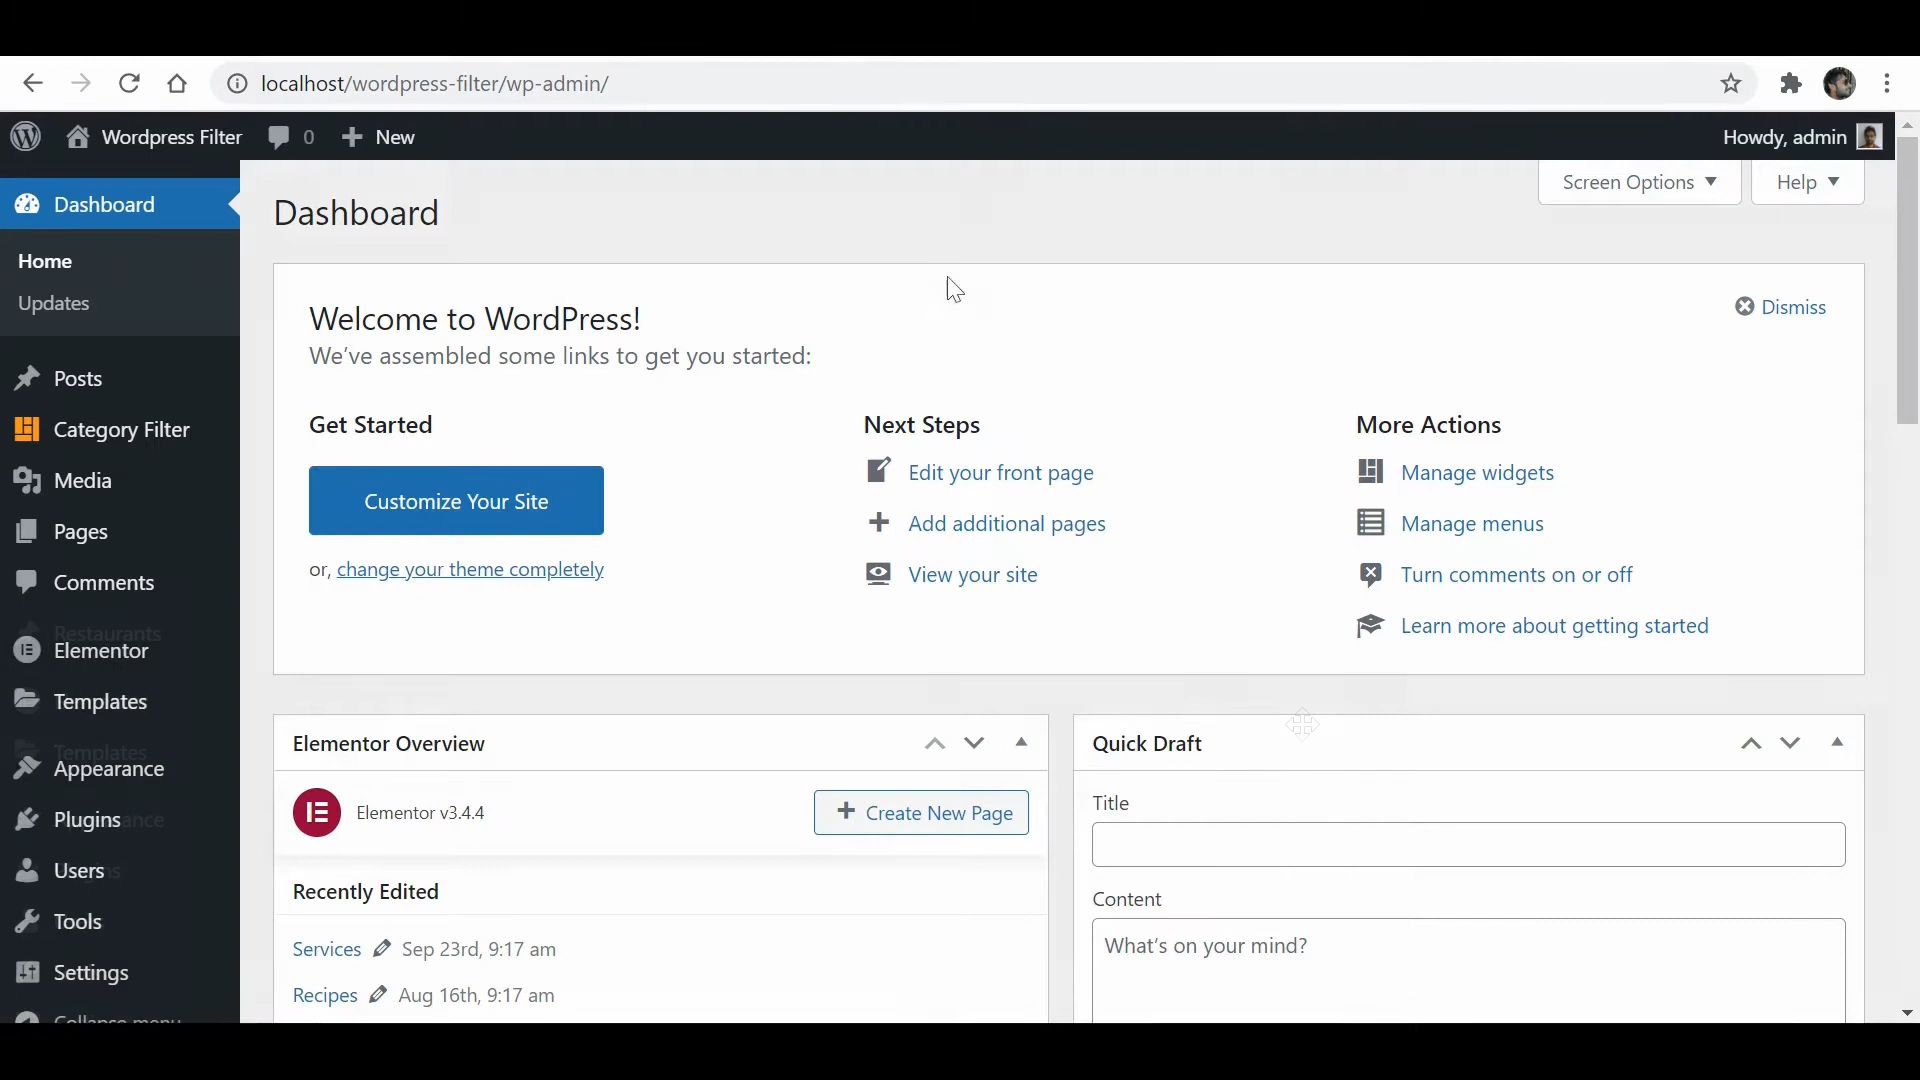 localhost/wordpress-filter/wp-admin/
Wordpress Filter
0
New
Howdy, admin
Screen Options
Help
Dashboard
Home
Updates
Posts
Category Filter
Media
Pages
Comments
Restaurants
Elementor
Templates
Templates
Appearance
Plugins
Users
Tools
Settings
Collapse menu
Dashboard
Welcome to WordPress!
We've assembled some links to get you started:
Dismiss
Get Started
Customize Your Site
or, change your theme completely
Next Steps
Edit your front page
Add additional pages
View your site
More Actions
Manage widgets
Manage menus
Turn comments on or off
Learn more about getting started
Elementor Overview
Elementor v3.4.4
Create New Page
Recently Edited
Services Sep 23rd, 9:17 am
Recipes Aug 16th, 9:17 am
Quick Draft
Title
Content
What's on your mind?